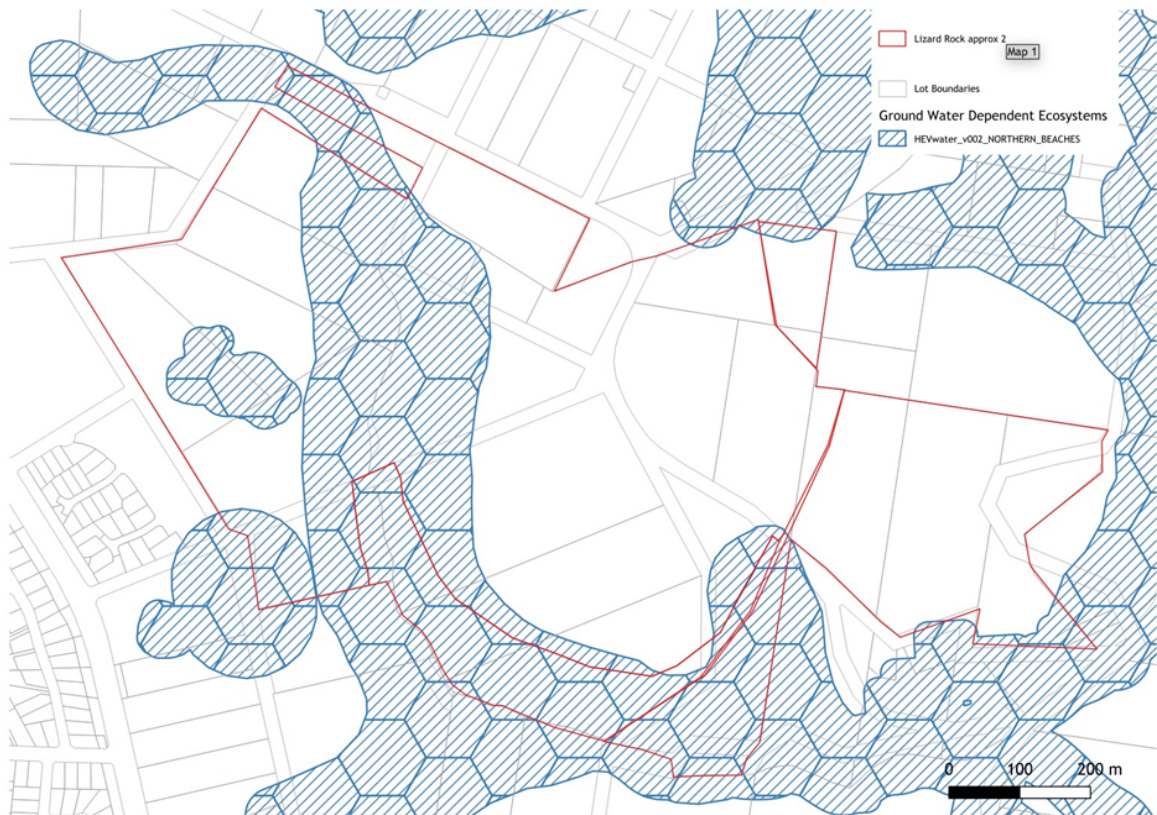 Lizard Rock approx 2
Map 1
Lot Boundaries
Ground Water Dependent Ecosystems
HEVwater_v002_NORTHERN_BEACHES
0 100 200 m